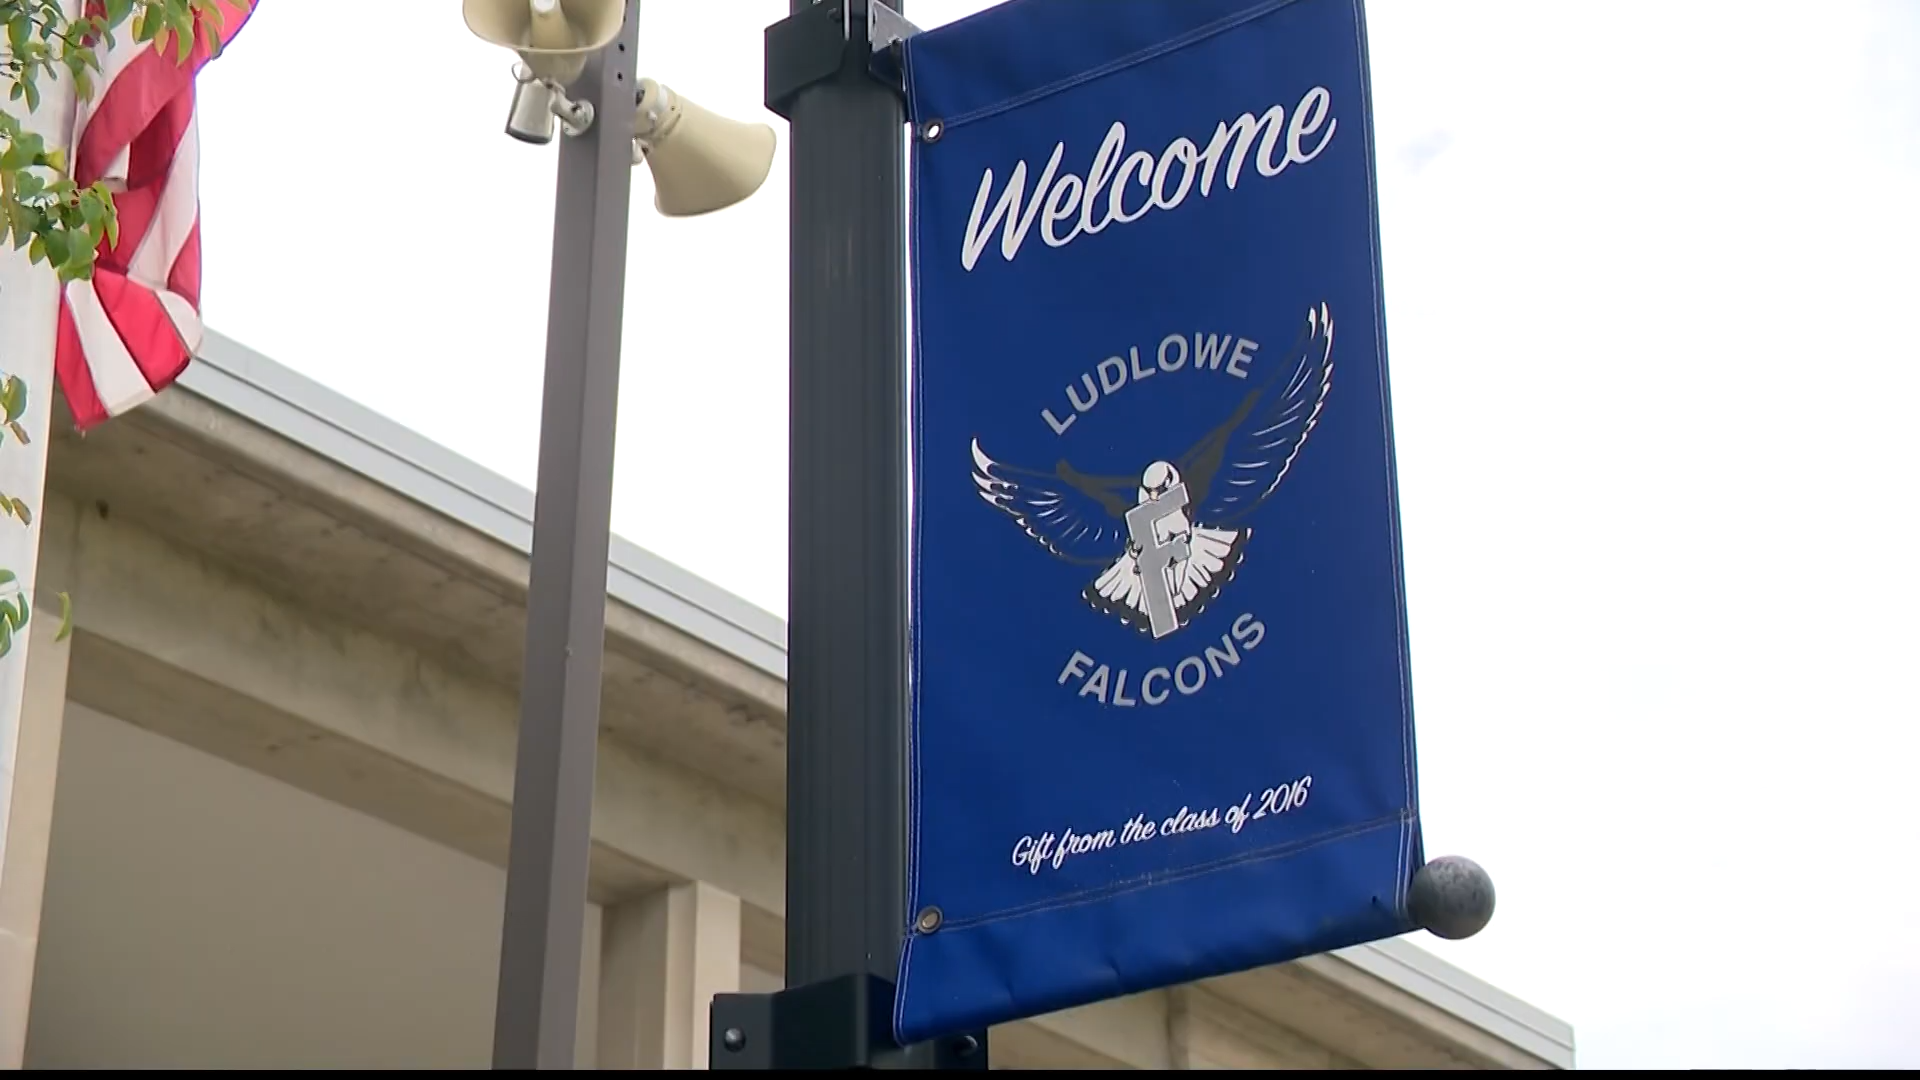 Welcome
LUDLOWE
F
FALCONS
Gift from the class of 2016